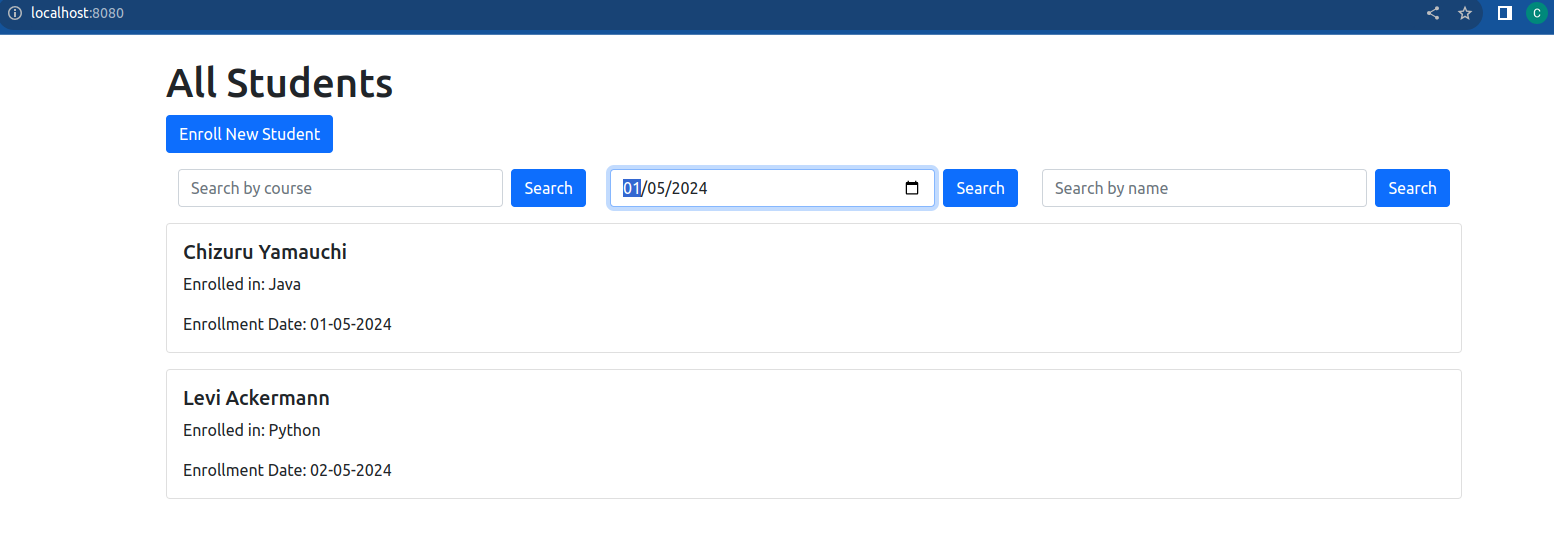 localhost:8080
C
All Students
Enroll New Student
Search by course Search 01/05/2024 Search Search by name Search
Chizuru Yamauchi
Enrolled in: Java
Enrollment Date: 01-05-2024
Levi Ackermann
Enrolled in: Python
Enrollment Date: 02-05-2024